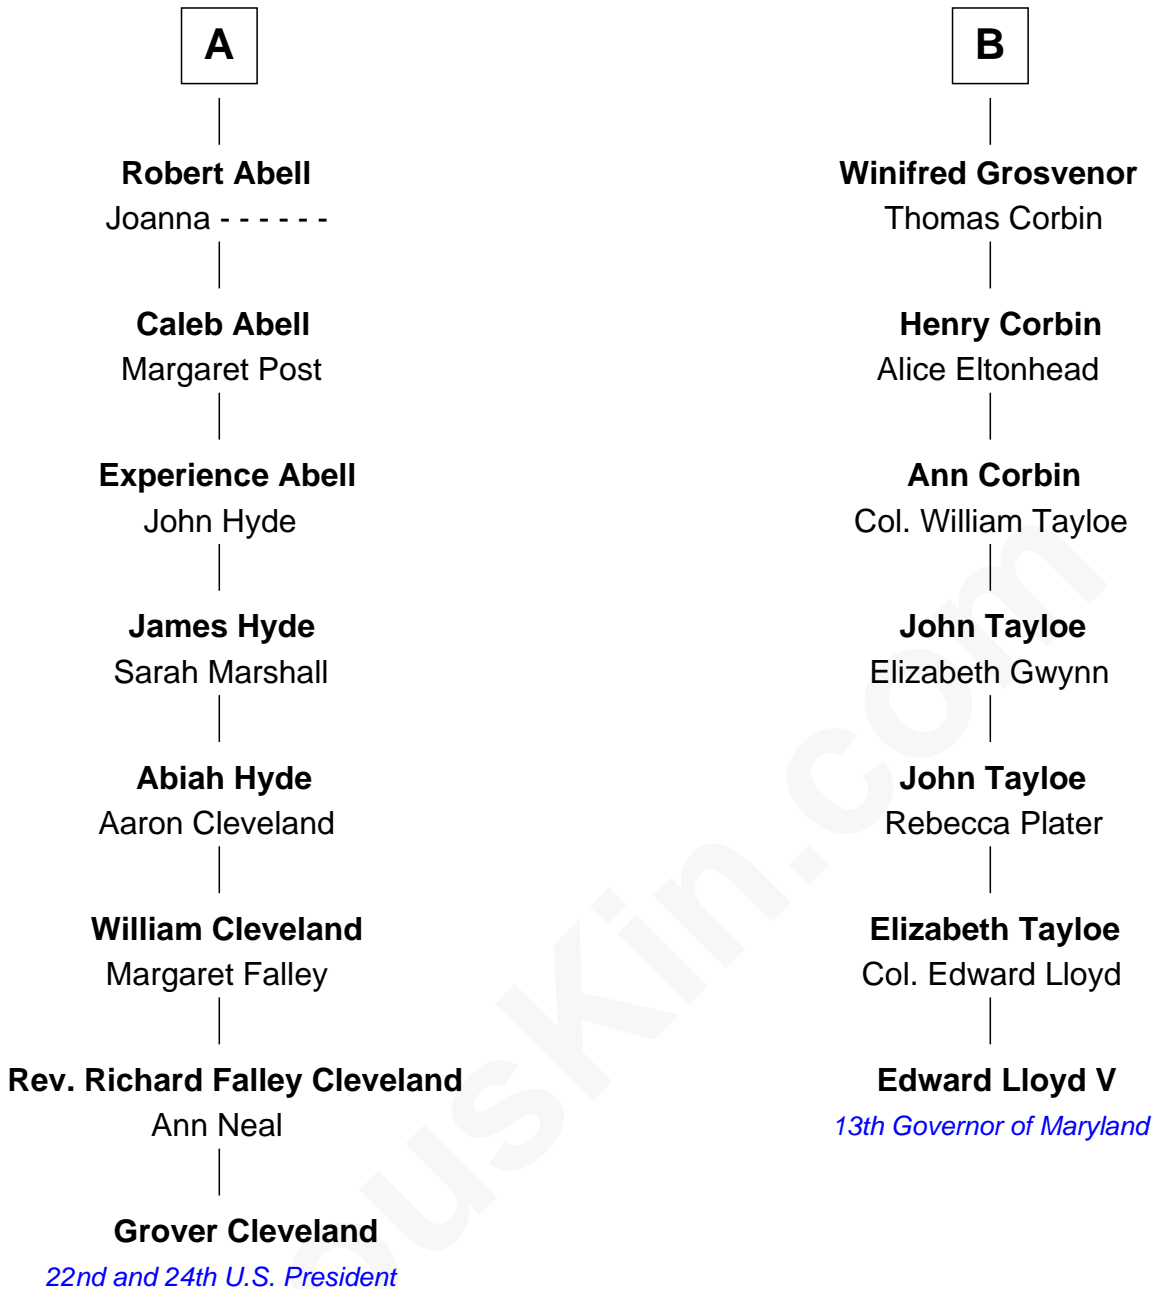 A
Robert Abell
Joanna - - - - - -
Caleb Abell
Margaret Post
Experience Abell
John Hyde
James Hyde
Sarah Marshall
Abiah Hyde
Aaron Cleveland
William Cleveland
Margaret Falley
Rev. Richard Falley Cleveland
Ann Neal
Grover Cleveland
22nd and 24th U.S. President
B
Winifred Grosvenor
Thomas Corbin
Henry Corbin
Alice Eltonhead
Ann Corbin
Col. William Tayloe
John Tayloe
Elizabeth Gwynn
John Tayloe
Rebecca Plater
Elizabeth Tayloe
Col. Edward Lloyd
Edward Lloyd V
13th Governor of Maryland
ousKin.com